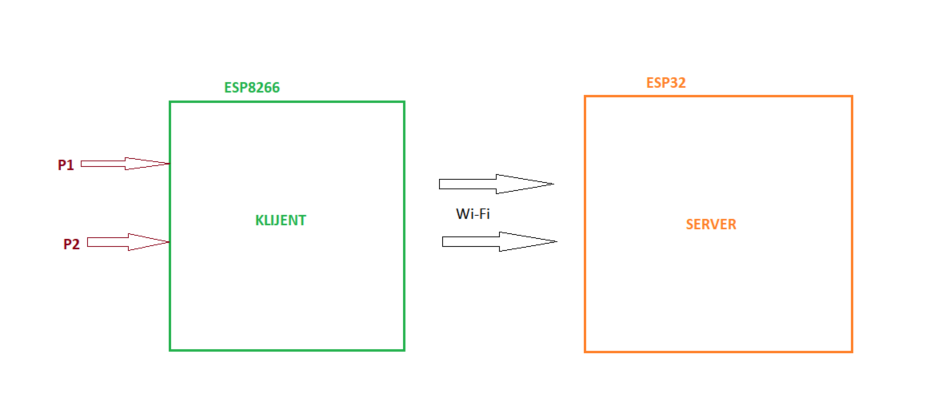 ESP8266
ESP32
P1
P2
KLIJENT
Wi-Fi
SERVER